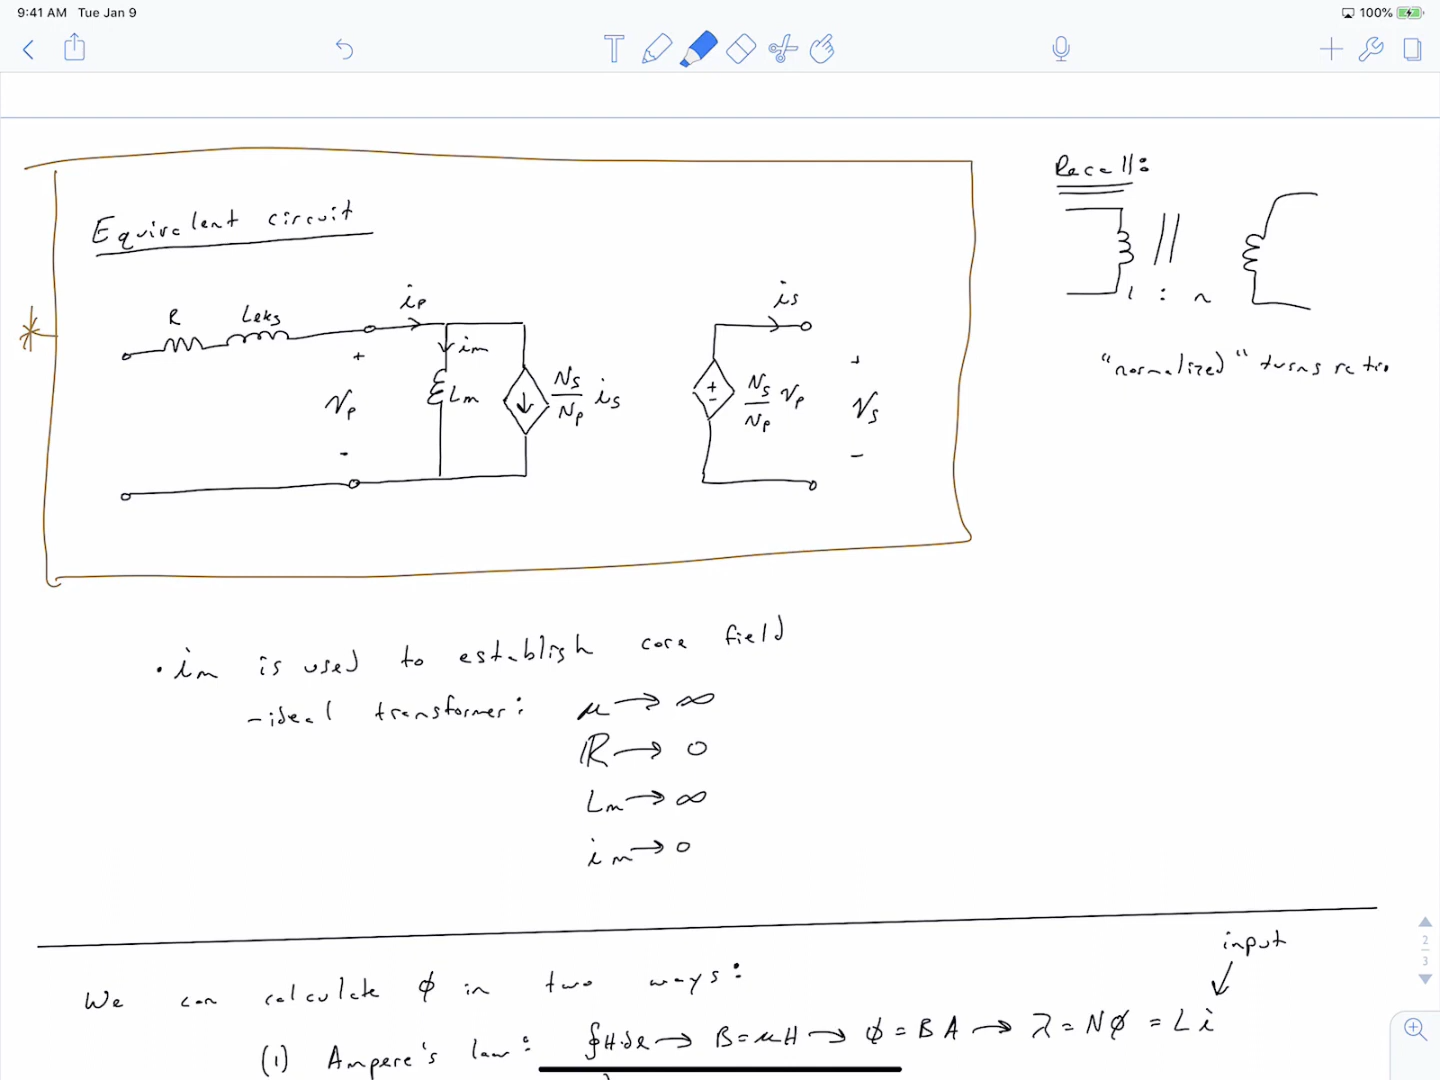 9:41 AM Tue Jan 9
100%
T
Recall:
Equivalent circuit
1 : n
"normalized" turns ratio
R Leks ip is
+ im +
Vp Lm Ns/Np is + - Ns/Np Vp Vs
- -
• im is used to establish core field
- ideal transformer: μ → ∞
R → 0
Lm → ∞
im → 0
input
We can calculate φ in two ways:
(1) Ampere's law: ∮H·dl → B = μH → φ = BA → λ = Nφ = Li
2
3